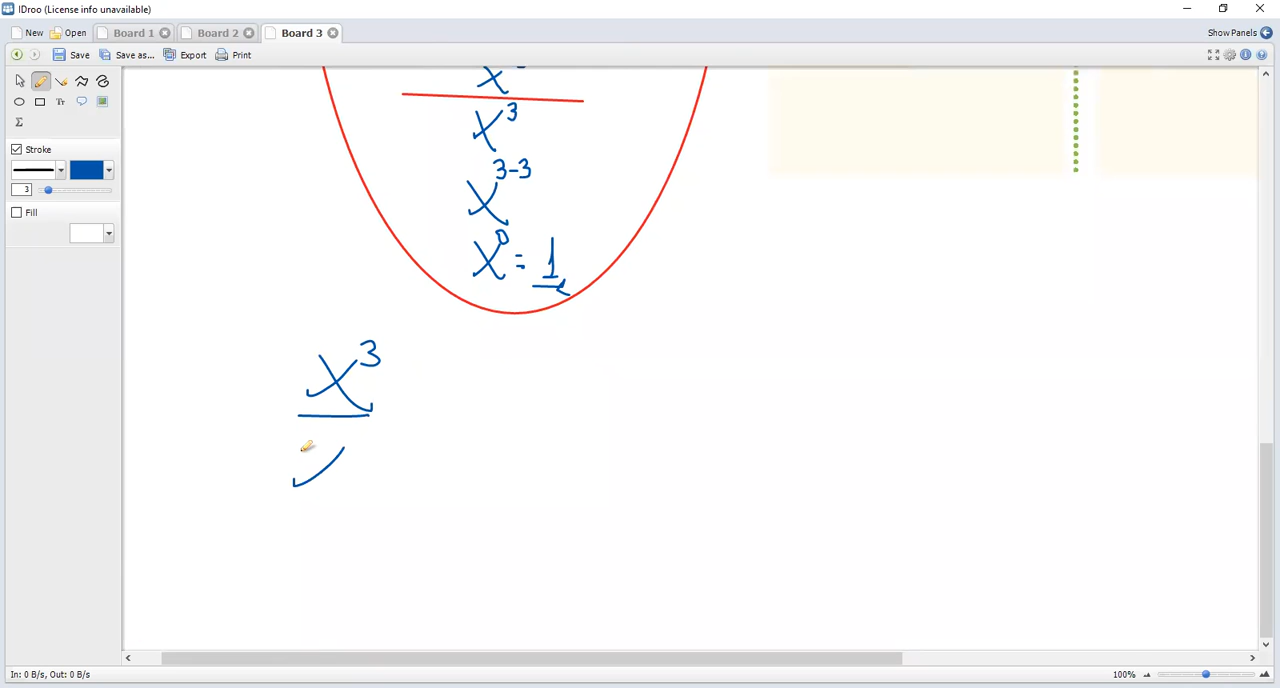 IDroo (License info unavailable)
New Open Board 1 Board 2 Board 3 Show Panels
Save Save as... Export Print
Tr
Σ
Stroke
3
Fill
x
x³
x³⁻³
x⁰ = 1
x³
In: 0 B/s, Out: 0 B/s 100%